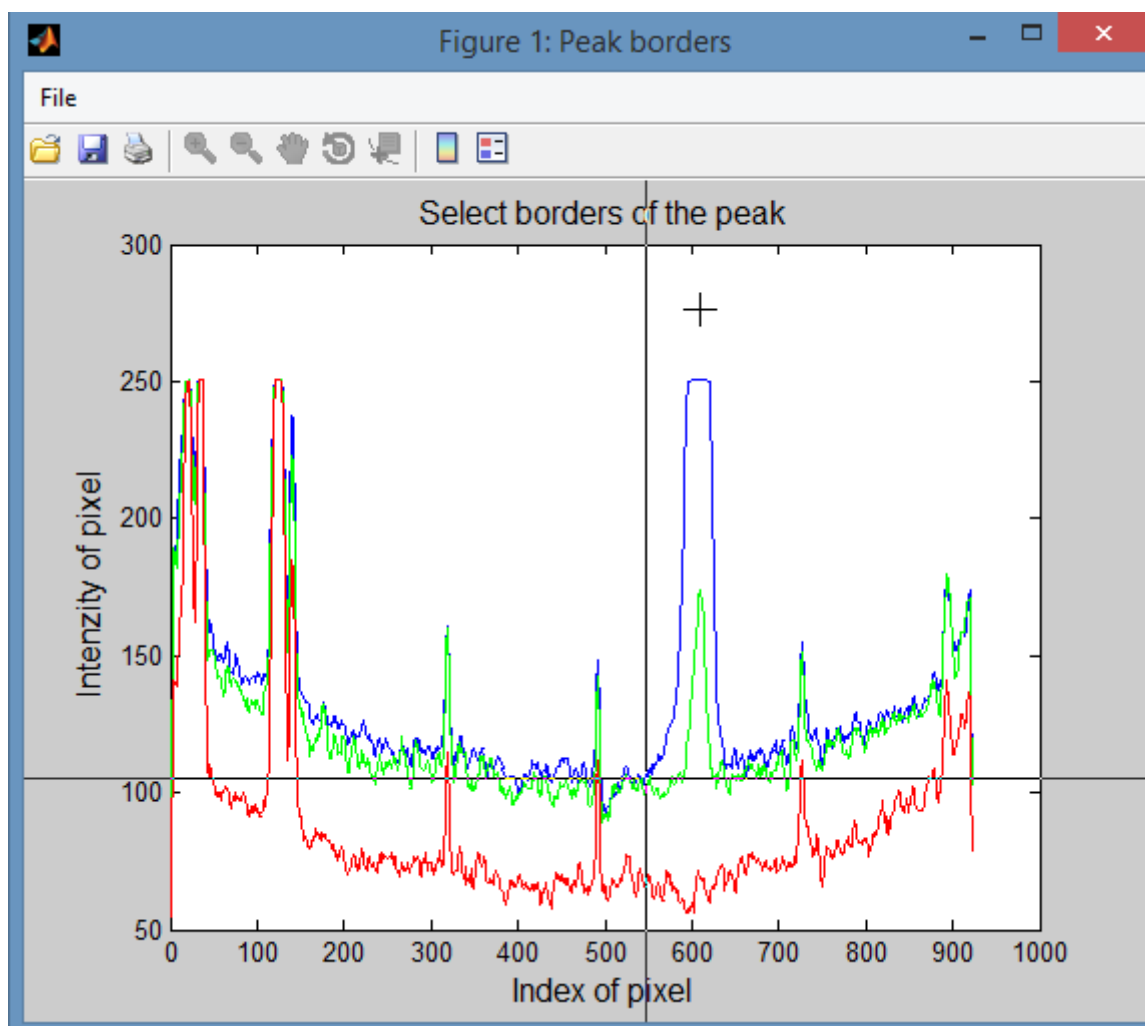 Figure 1: Peak borders
File
Select borders of the peak
300
250
200
150
100
50
Intenzity of pixel
0 100 200 300 400 500 600 700 800 900 1000
Index of pixel